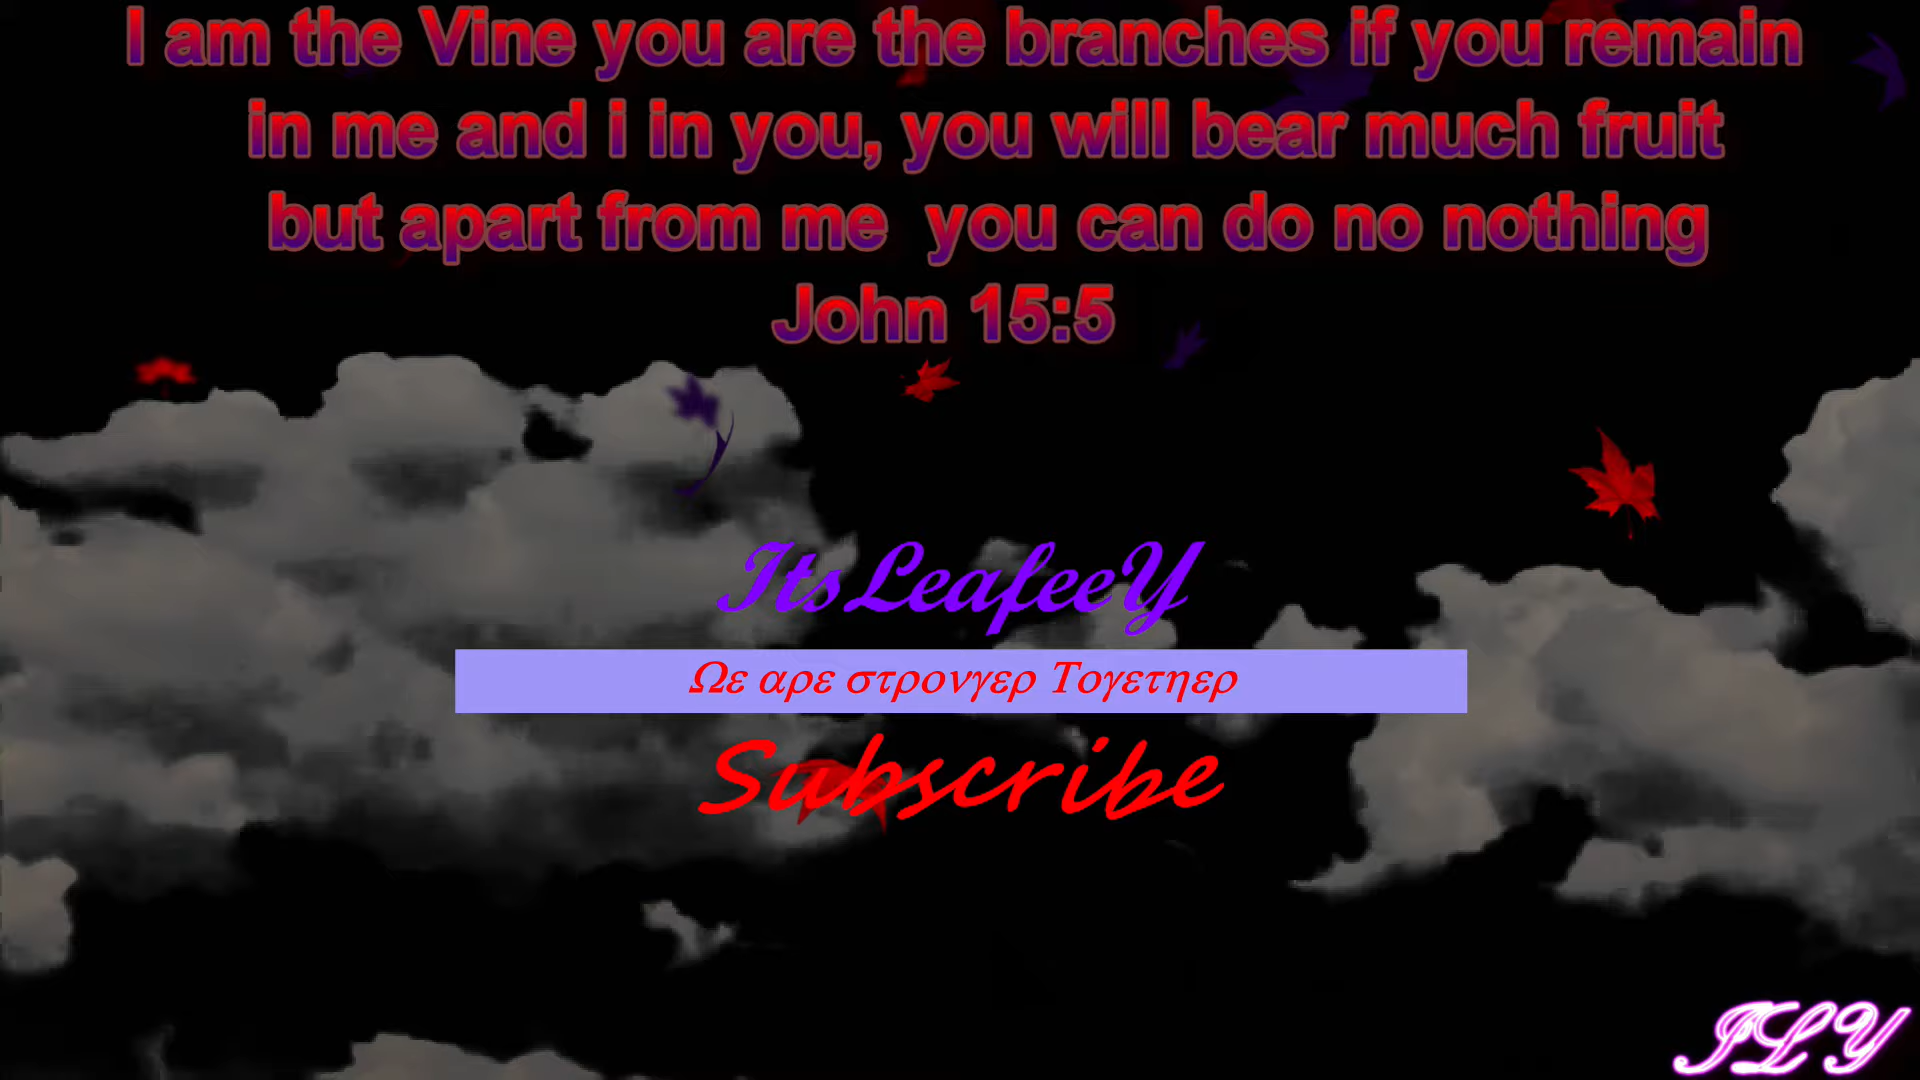 I am the Vine you are the branches if you remain
in me and i in you, you will bear much fruit
but apart from me  you can do no nothing
John 15:5
ItsLeafeeY
Ωε αρε στρονγερ Τογετηερ
Subscribe
ILY